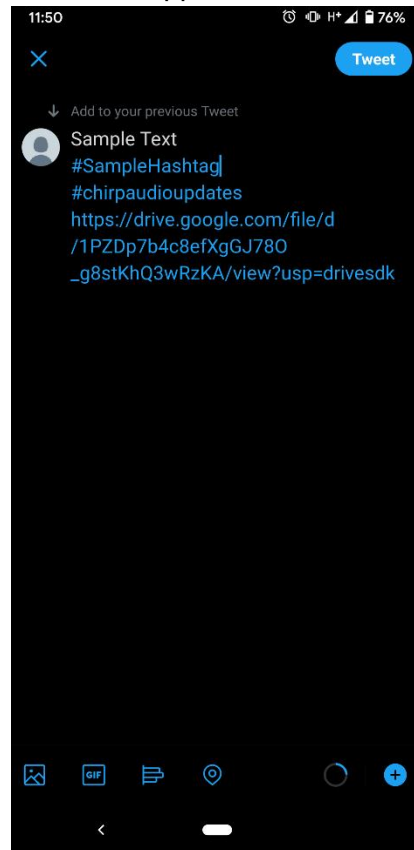 11:50
H+
76%
Tweet
Add to your previous Tweet
Sample Text
#SampleHashtag
#chirpaudioupdates
https://drive.google.com/file/d
/1PZDp7b4c8efXgGJ78O
_g8stKhQ3wRzKA/view?usp=drivesdk
GIF